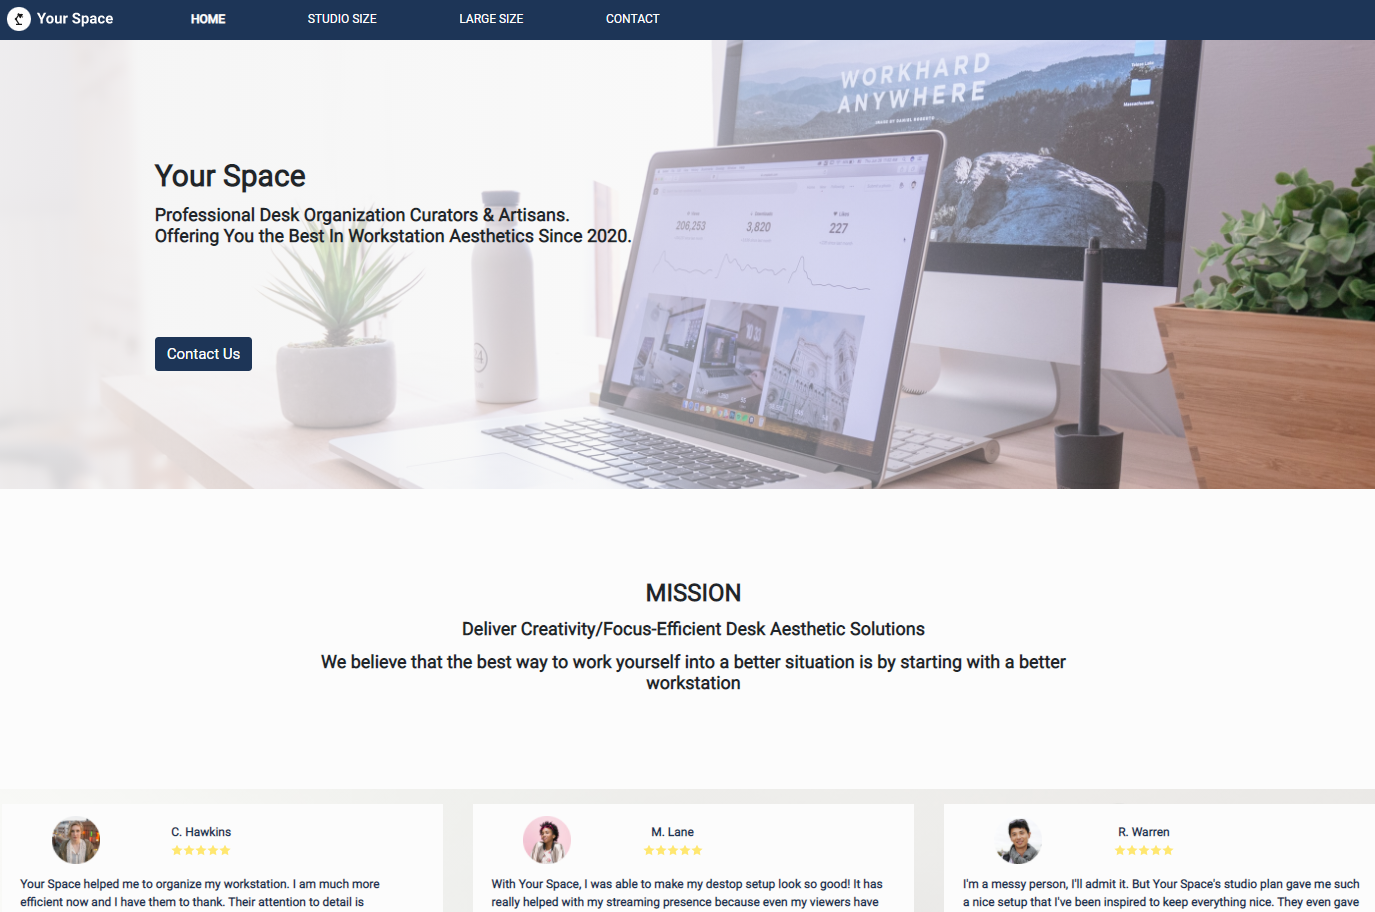 Your Space
HOME
STUDIO SIZE
LARGE SIZE
CONTACT
WORKHARD
ANYWHERE
Your Space
Professional Desk Organization Curators & Artisans.
Offering You the Best In Workstation Aesthetics Since 2020.
206,253
3,820
227
Contact Us
MISSION
Deliver Creativity/Focus-Efficient Desk Aesthetic Solutions
We believe that the best way to work yourself into a better situation is by starting with a better
workstation
C. Hawkins
Your Space helped me to organize my workstation. I am much more
efficient now and I have them to thank. Their attention to detail is
M. Lane
With Your Space, I was able to make my destop setup look so good! It has
really helped with my streaming presence because even my viewers have
R. Warren
I'm a messy person, I'll admit it. But Your Space's studio plan gave me such
a nice setup that I've been inspired to keep everything nice. They even gave